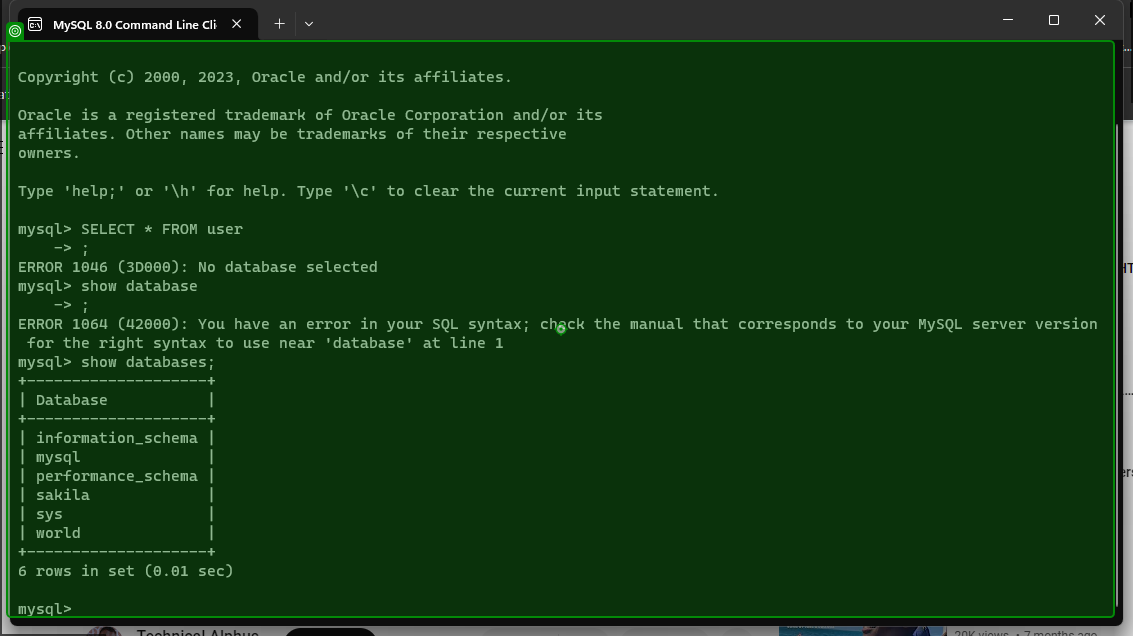 MySQL 8.0 Command Line Cli
Copyright (c) 2000, 2023, Oracle and/or its affiliates.
Oracle is a registered trademark of Oracle Corporation and/or its
affiliates. Other names may be trademarks of their respective
owners.
Type 'help;' or '\h' for help. Type '\c' to clear the current input statement.
mysql> SELECT * FROM user
    -> ;
ERROR 1046 (3D000): No database selected
mysql> show database
    -> ;
ERROR 1064 (42000): You have an error in your SQL syntax; check the manual that corresponds to your MySQL server version
 for the right syntax to use near 'database' at line 1
mysql> show databases;
+--------------------+
| Database           |
+--------------------+
| information_schema |
| mysql              |
| performance_schema |
| sakila             |
| sys                |
| world              |
+--------------------+
6 rows in set (0.01 sec)
mysql>
Technical Alphus
20K views • 7 months ago